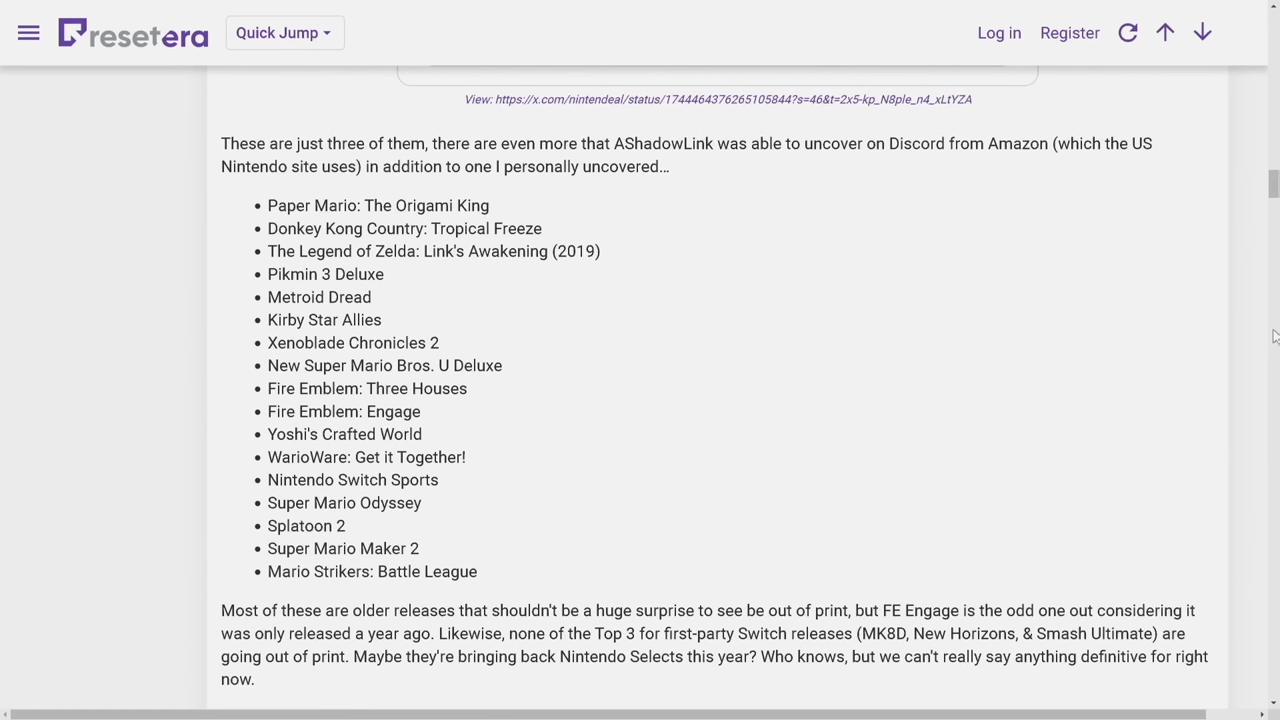 resetera
Quick Jump
Log in
Register
View: https://x.com/nintendeal/status/1744464376265105844?s=46&t=2x5-kp_N8ple_n4_xLtYZA
These are just three of them, there are even more that AShadowLink was able to uncover on Discord from Amazon (which the US
Nintendo site uses) in addition to one I personally uncovered...
• Paper Mario: The Origami King
• Donkey Kong Country: Tropical Freeze
• The Legend of Zelda: Link's Awakening (2019)
• Pikmin 3 Deluxe
• Metroid Dread
• Kirby Star Allies
• Xenoblade Chronicles 2
• New Super Mario Bros. U Deluxe
• Fire Emblem: Three Houses
• Fire Emblem: Engage
• Yoshi's Crafted World
• WarioWare: Get it Together!
• Nintendo Switch Sports
• Super Mario Odyssey
• Splatoon 2
• Super Mario Maker 2
• Mario Strikers: Battle League
Most of these are older releases that shouldn't be a huge surprise to see be out of print, but FE Engage is the odd one out considering it
was only released a year ago. Likewise, none of the Top 3 for first-party Switch releases (MK8D, New Horizons, & Smash Ultimate) are
going out of print. Maybe they're bringing back Nintendo Selects this year? Who knows, but we can't really say anything definitive for right
now.